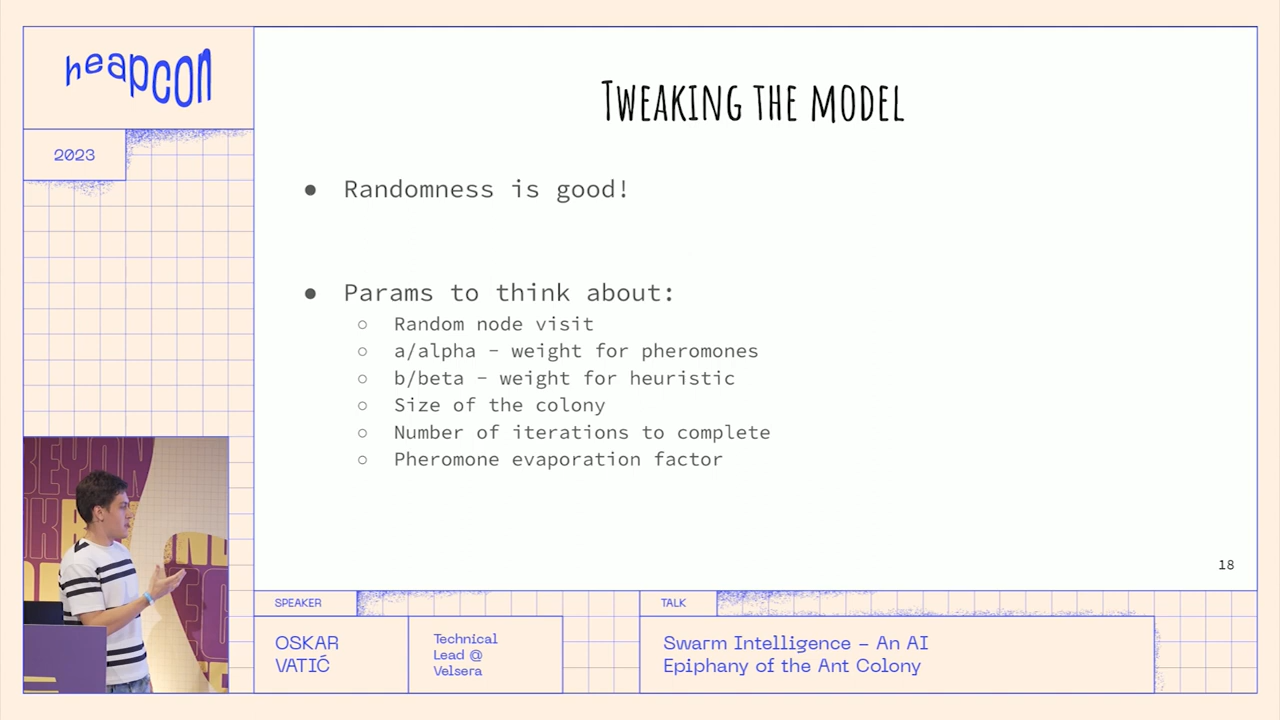 heapcon
2023
Tweaking the model
● Randomness is good!
● Params to think about:
○ Random node visit
○ a/alpha - weight for pheromones
○ b/beta - weight for heuristic
○ Size of the colony
○ Number of iterations to complete
○ Pheromone evaporation factor
18
BEYON
SPEAKER
OSKAR
VATIĆ
Technical
Lead @
Velsera
TALK
Swarm Intelligence – An AI
Epiphany of the Ant Colony